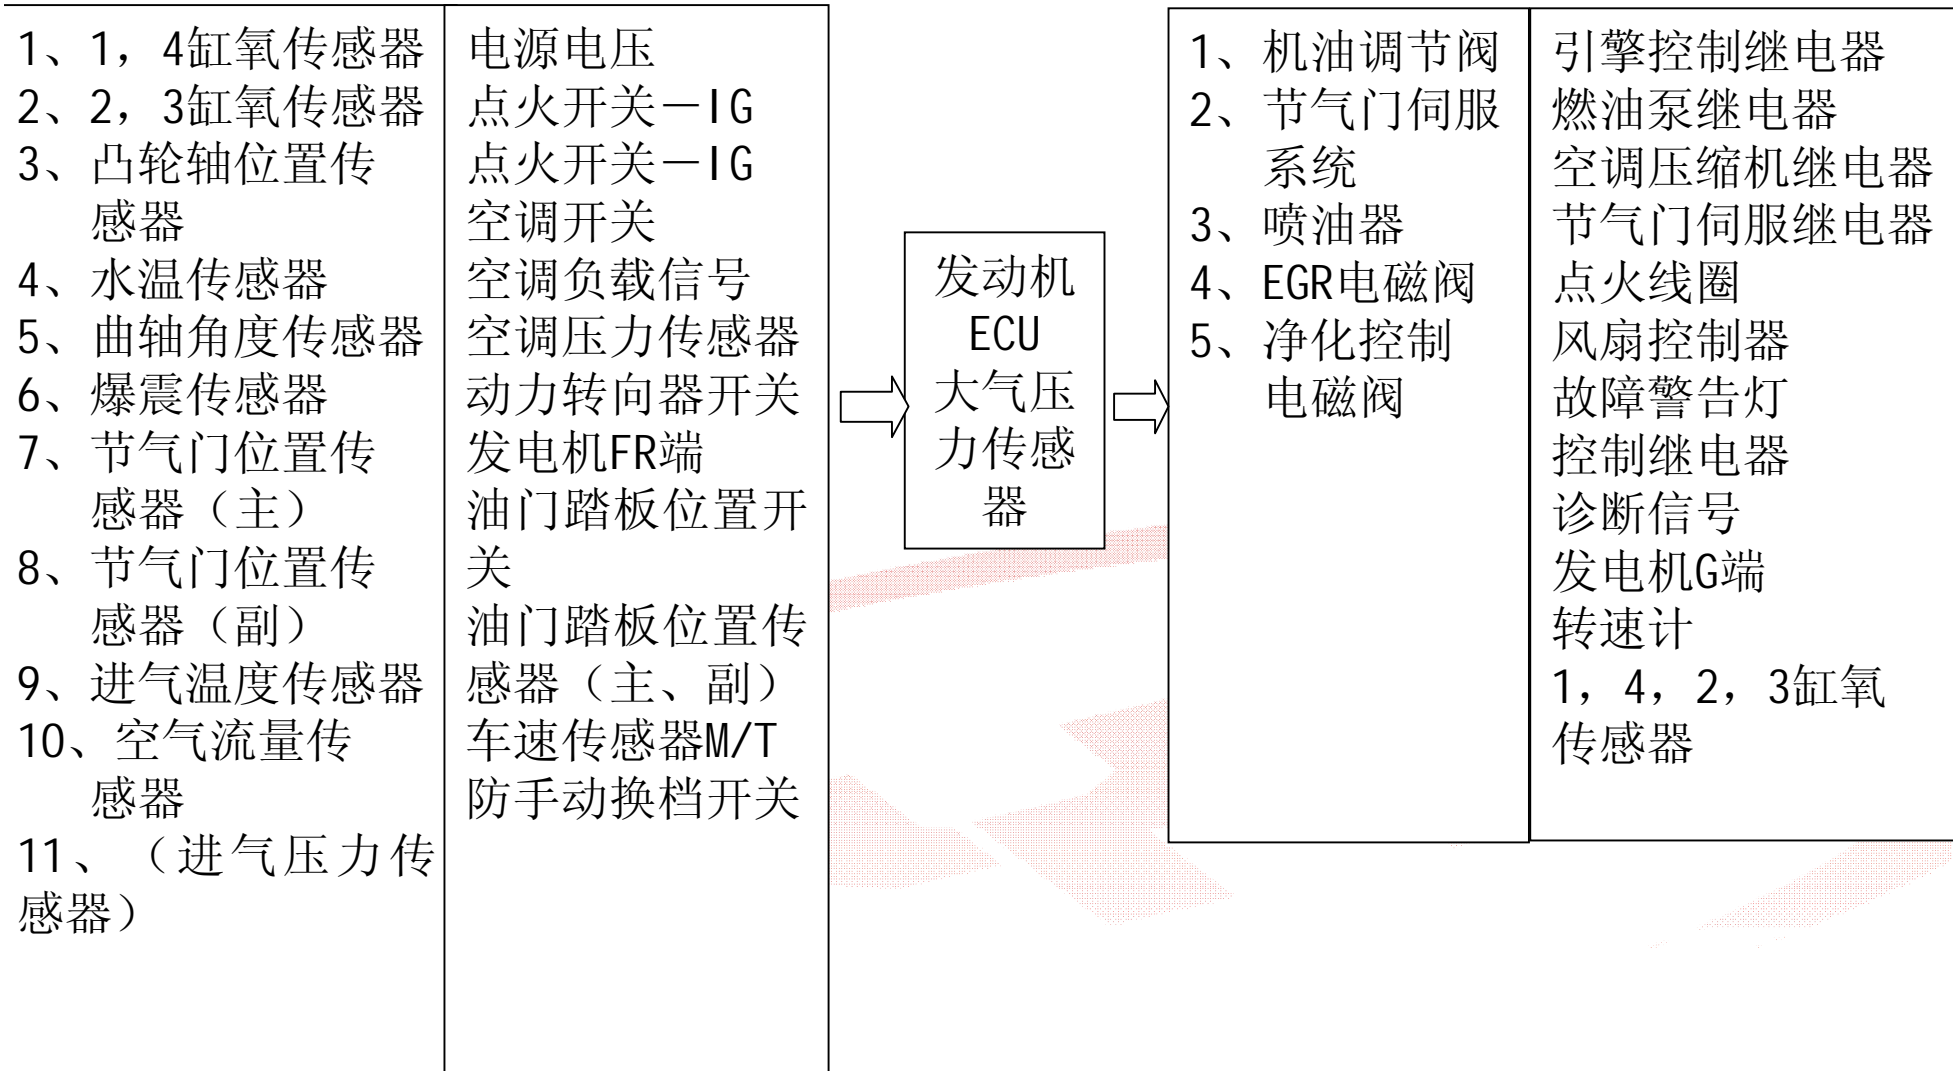 1、1，4缸氧传感器
2、2，3缸氧传感器
3、凸轮轴位置传
感器
4、水温传感器
5、曲轴角度传感器
6、爆震传感器
7、节气门位置传
感器（主）
8、节气门位置传
感器（副）
9、进气温度传感器
10、空气流量传
感器
11、（进气压力传
感器）
电源电压
点火开关－IG
点火开关－IG
空调开关
空调负载信号
空调压力传感器
动力转向器开关
发电机FR端
油门踏板位置开
关
油门踏板位置传
感器（主、副）
车速传感器M/T
防手动换档开关
发动机
ECU
大气压
力传感
器
1、机油调节阀
2、节气门伺服
系统
3、喷油器
4、EGR电磁阀
5、净化控制
电磁阀
引擎控制继电器
燃油泵继电器
空调压缩机继电器
节气门伺服继电器
点火线圈
风扇控制器
故障警告灯
控制继电器
诊断信号
发电机G端
转速计
1，4，2，3缸氧
传感器